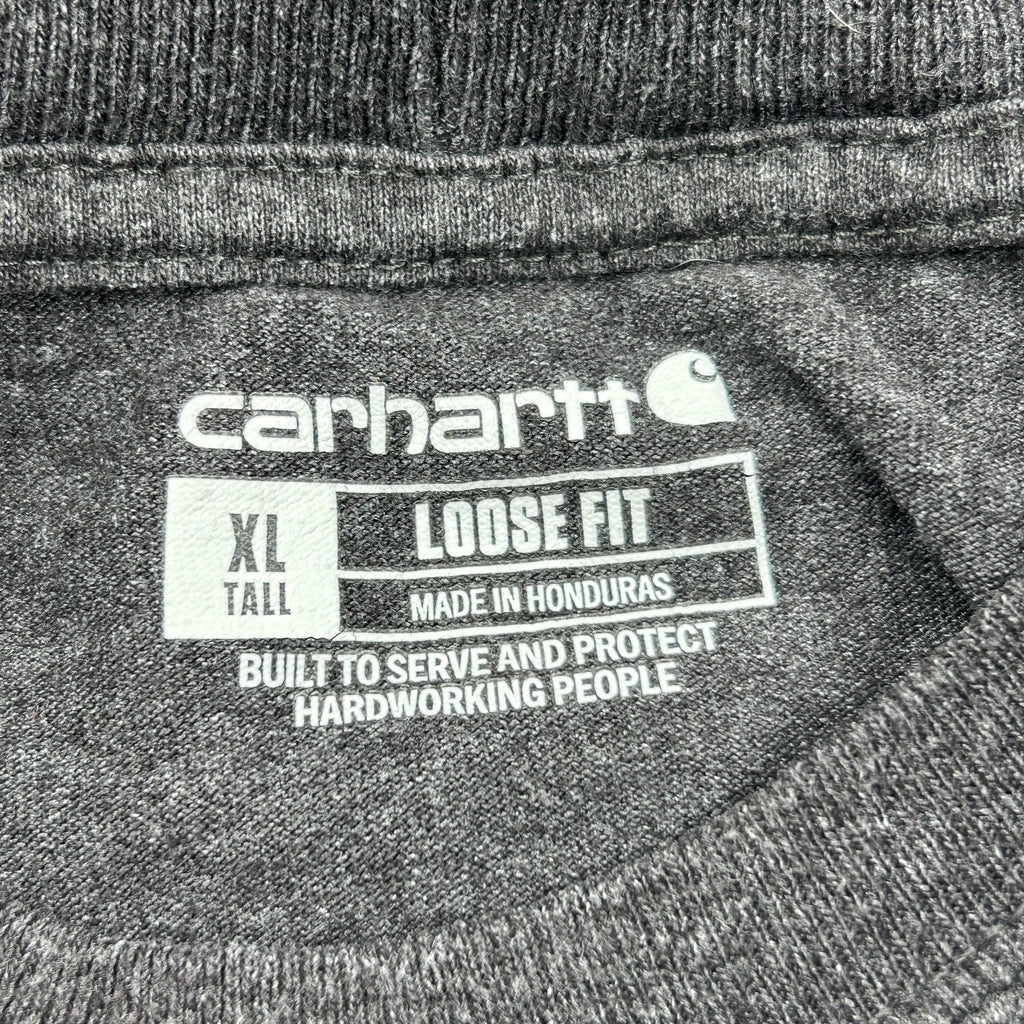 carhartt
XL
TALL
LOOSE FIT
MADE IN HONDURAS
BUILT TO SERVE AND PROTECT
HARDWORKING PEOPLE